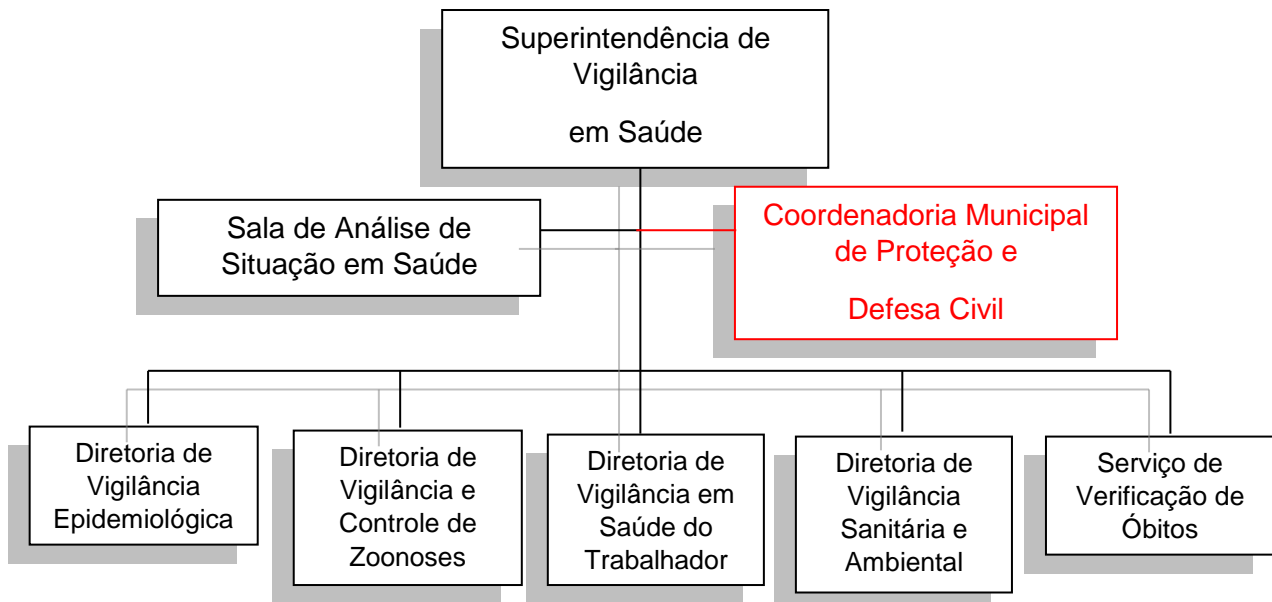 Superintendência de
Vigilância
em Saúde
Sala de Análise de
Situação em Saúde
Coordenadoria Municipal
de Proteção e
Defesa Civil
Diretoria de
Vigilância
Epidemiológica
Diretoria de
Vigilância e
Controle de
Zoonoses
Diretoria de
Vigilância em
Saúde do
Trabalhador
Diretoria de
Vigilância
Sanitária e
Ambiental
Serviço de
Verificação de
Óbitos